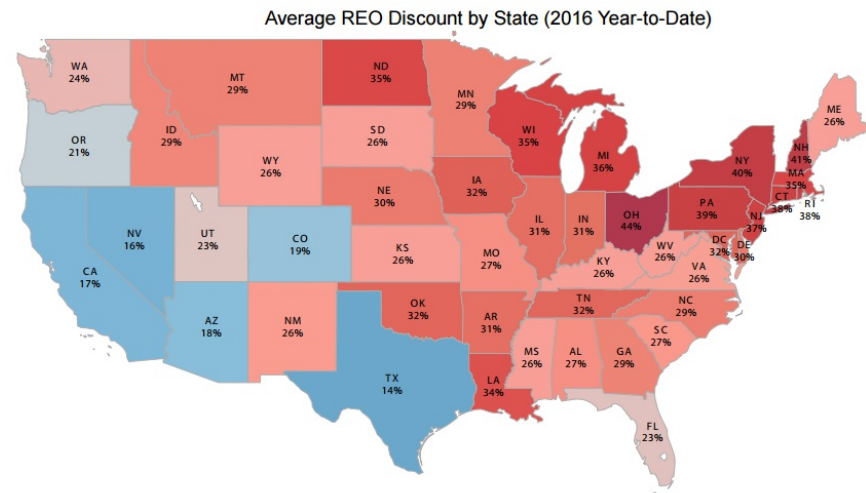 Average REO Discount by State (2016 Year-to-Date)
WA
24%
MT
29%
ND
35%
MN
29%
ME
26%
OR
21%
ID
29%
SD
26%
WI
35%
MI
36%
NY
40%
NH
41%
MA
35%
WY
26%
CT
38%
RI
38%
IA
32%
NE
30%
PA
39%
NJ
37%
NV
16%
UT
23%
CO
19%
IL
31%
IN
31%
OH
44%
DC
32%
DE
30%
CA
17%
KS
26%
MO
27%
KY
26%
WV
26%
VA
26%
AZ
18%
NM
26%
OK
32%
AR
31%
TN
32%
NC
29%
SC
27%
TX
14%
LA
34%
MS
26%
AL
27%
GA
29%
FL
23%